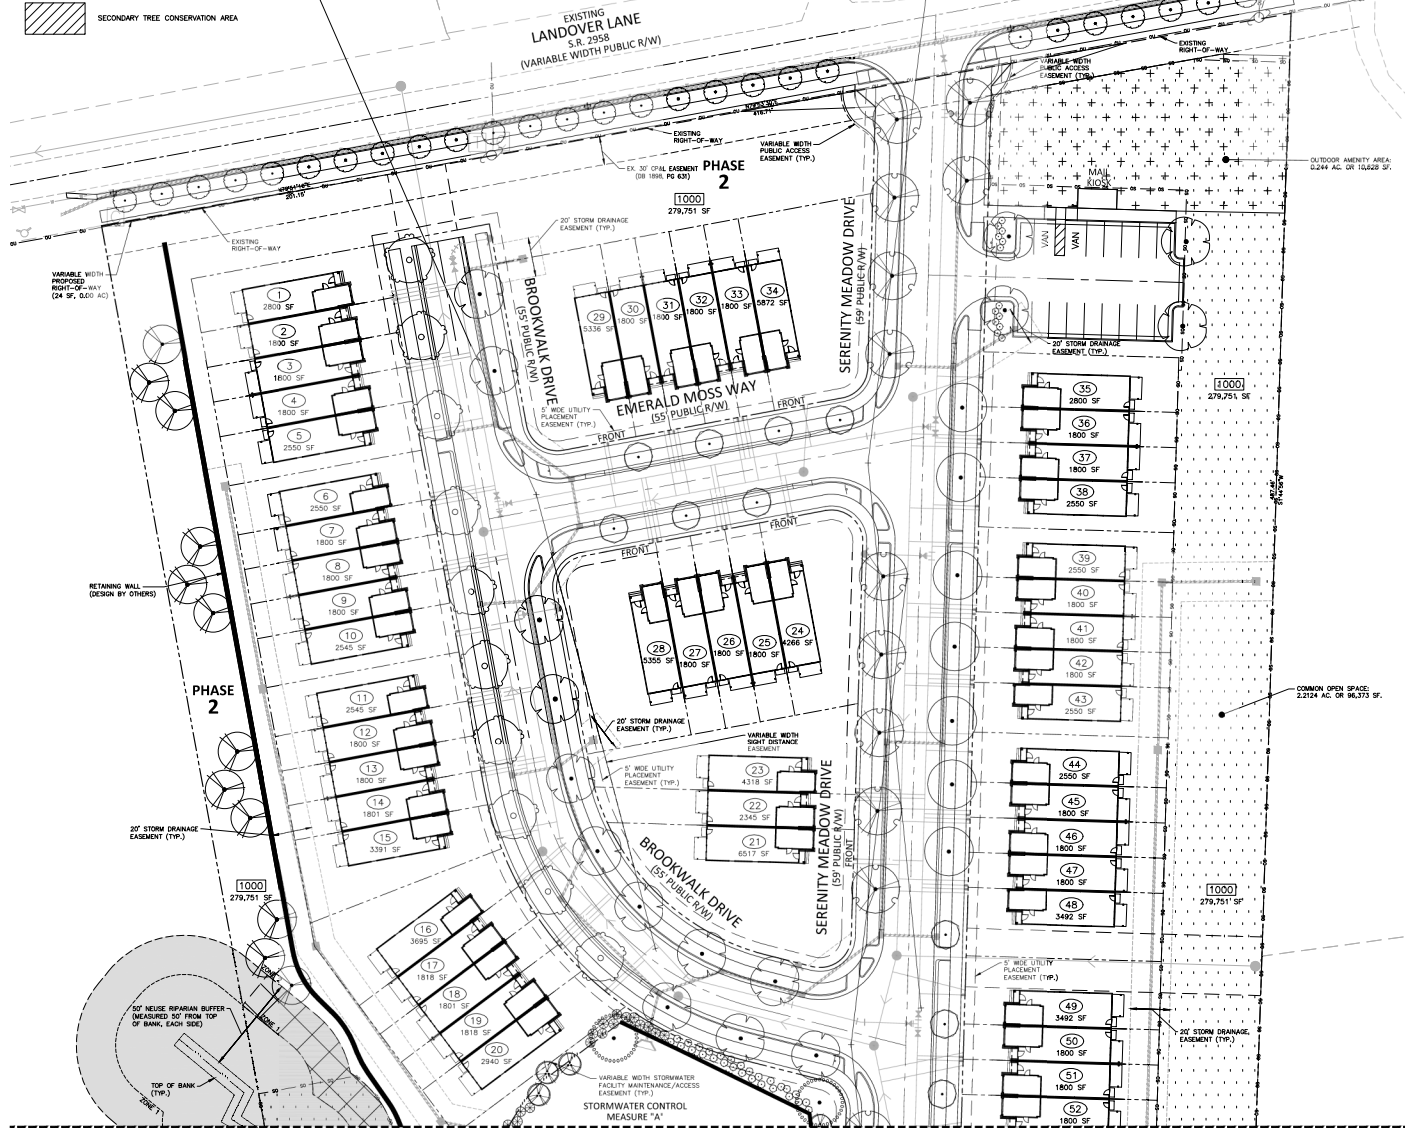 SECONDARY TREE CONSERVATION AREA
EXISTING
LANDOVER LANE
S.R. 2958
(VARIABLE WIDTH PUBLIC R/W)
EXISTING
RIGHT-OF-WAY
VARIABLE WIDTH
PUBLIC ACCESS
EASEMENT (TYP.)
EXISTING
RIGHT-OF-WAY
VARIABLE WIDTH
PUBLIC ACCESS
EASEMENT (TYP.)
EX. 30' CP&L EASEMENT
(DB 1898, PG 631)
PHASE
2
1000
279,751 SF
OUTDOOR AMENITY AREA:
0.244 AC. OR 10,628 SF.
MAIL
KIOSK
VAN
VAN
201.15'
EXISTING
RIGHT-OF-WAY
20' STORM DRAINAGE
EASEMENT (TYP.)
VARIABLE WIDTH
PROPOSED
RIGHT-OF-WAY
(24 SF, 0.00 AC)
1
2800 SF
2
1800 SF
3
1800 SF
4
1800 SF
5
2550 SF
BROOKWALK DRIVE
(55' PUBLIC R/W)
29
5336 SF
30
1800 SF
31
1800 SF
32
1800 SF
33
1800 SF
34
5872 SF
SERENITY MEADOW DRIVE
(59' PUBLIC R/W)
20' STORM DRAINAGE
EASEMENT (TYP.)
EMERALD MOSS WAY
(55' PUBLIC R/W)
5' WIDE UTILITY
PLACEMENT
EASEMENT (TYP.)
FRONT
FRONT
35
2800 SF
36
1800 SF
37
1800 SF
38
2550 SF
1000
279,751 SF
6
2550 SF
7
1800 SF
8
1800 SF
9
1800 SF
10
2545 SF
FRONT
FRONT
RETAINING WALL
(DESIGN BY OTHERS)
39
2550 SF
40
1800 SF
41
1800 SF
42
1800 SF
43
2550 SF
28
5355 SF
27
1800 SF
26
1800 SF
25
1800 SF
24
4266 SF
PHASE
2
11
2545 SF
12
1800 SF
13
1800 SF
14
1801 SF
15
3391 SF
COMMON OPEN SPACE:
2.2124 AC. OR 96,373 SF.
20' STORM DRAINAGE
EASEMENT (TYP.)
VARIABLE WIDTH
SIGHT DISTANCE
EASEMENT
5' WIDE UTILITY
PLACEMENT
EASEMENT (TYP.)
23
4318 SF
22
2345 SF
21
6517 SF
SERENITY MEADOW DRIVE
(59' PUBLIC R/W)
FRONT
44
2550 SF
45
1800 SF
46
1800 SF
47
1800 SF
48
3492 SF
20' STORM DRAINAGE
EASEMENT (TYP.)
BROOKWALK DRIVE
(55' PUBLIC R/W)
1000
279,751 SF
1000
279,751 SF
16
3695 SF
17
1818 SF
18
1801 SF
19
1818 SF
20
2940 SF
5' WIDE UTILITY
PLACEMENT
EASEMENT (TYP.)
49
3492 SF
50
1800 SF
51
1800 SF
52
1800 SF
20' STORM DRAINAGE
EASEMENT (TYP.)
50' NEUSE RIPARIAN BUFFER
(MEASURED 50' FROM TOP
OF BANK, EACH SIDE)
ZONE 1
TOP OF BANK
(TYP.)
ZONE 1
VARIABLE WIDTH STORMWATER
FACILITY MAINTENANCE/ACCESS
EASEMENT (TYP.)
STORMWATER CONTROL
MEASURE "A"